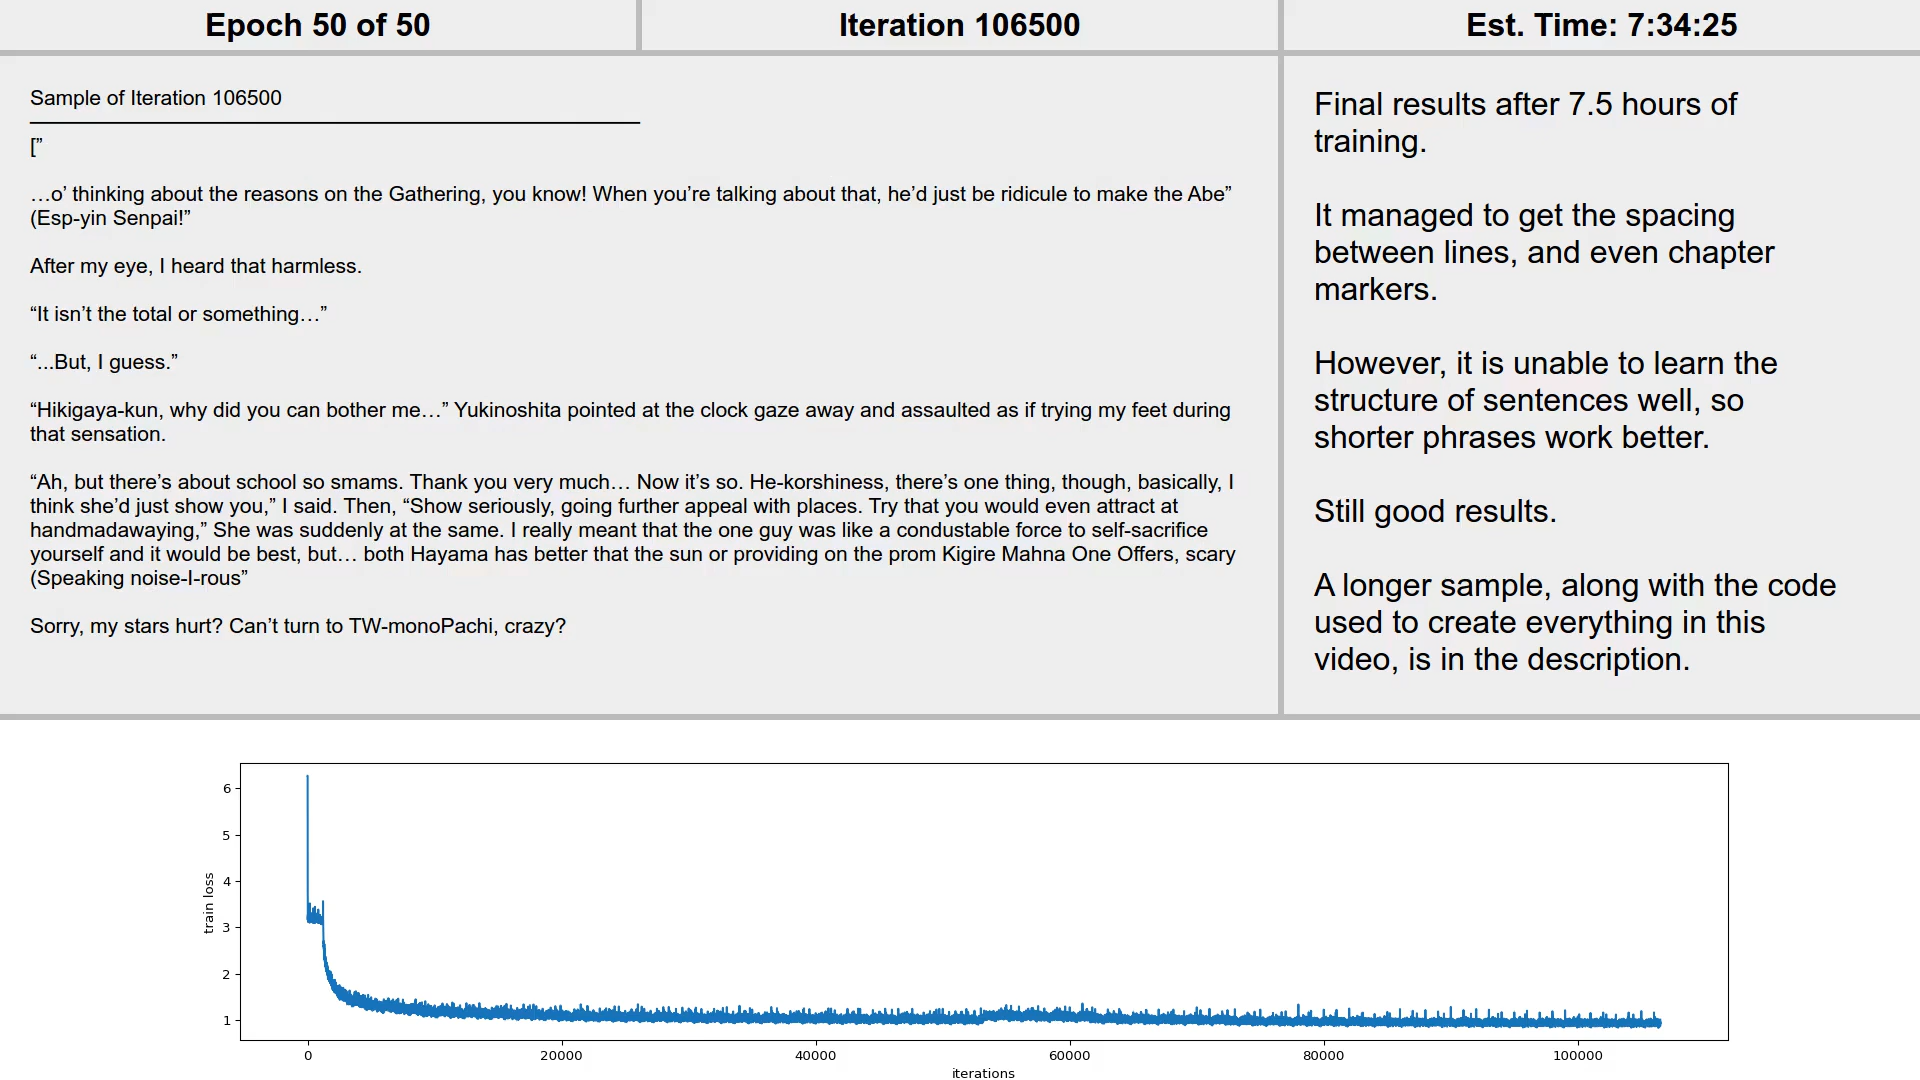 Epoch 50 of 50
Iteration 106500
Est. Time: 7:34:25
Sample of Iteration 106500
[”
…o’ thinking about the reasons on the Gathering, you know! When you’re talking about that, he’d just be ridicule to make the Abe”
(Esp-yin Senpai!”
After my eye, I heard that harmless.
“It isn’t the total or something…”
“...But, I guess.”
“Hikigaya-kun, why did you can bother me…” Yukinoshita pointed at the clock gaze away and assaulted as if trying my feet during
that sensation.
“Ah, but there’s about school so smams. Thank you very much… Now it’s so. He-korshiness, there’s one thing, though, basically, I
think she’d just show you,” I said. Then, “Show seriously, going further appeal with places. Try that you would even attract at
handmadawaying,” She was suddenly at the same. I really meant that the one guy was like a condustable force to self-sacrifice
yourself and it would be best, but… both Hayama has better that the sun or providing on the prom Kigire Mahna One Offers, scary
(Speaking noise-I-rous”
Sorry, my stars hurt? Can’t turn to TW-monoPachi, crazy?
Final results after 7.5 hours of
training.
It managed to get the spacing
between lines, and even chapter
markers.
However, it is unable to learn the
structure of sentences well, so
shorter phrases work better.
Still good results.
A longer sample, along with the code
used to create everything in this
video, is in the description.
train loss
6
5
4
3
2
1
0 20000 40000 60000 80000 100000
iterations